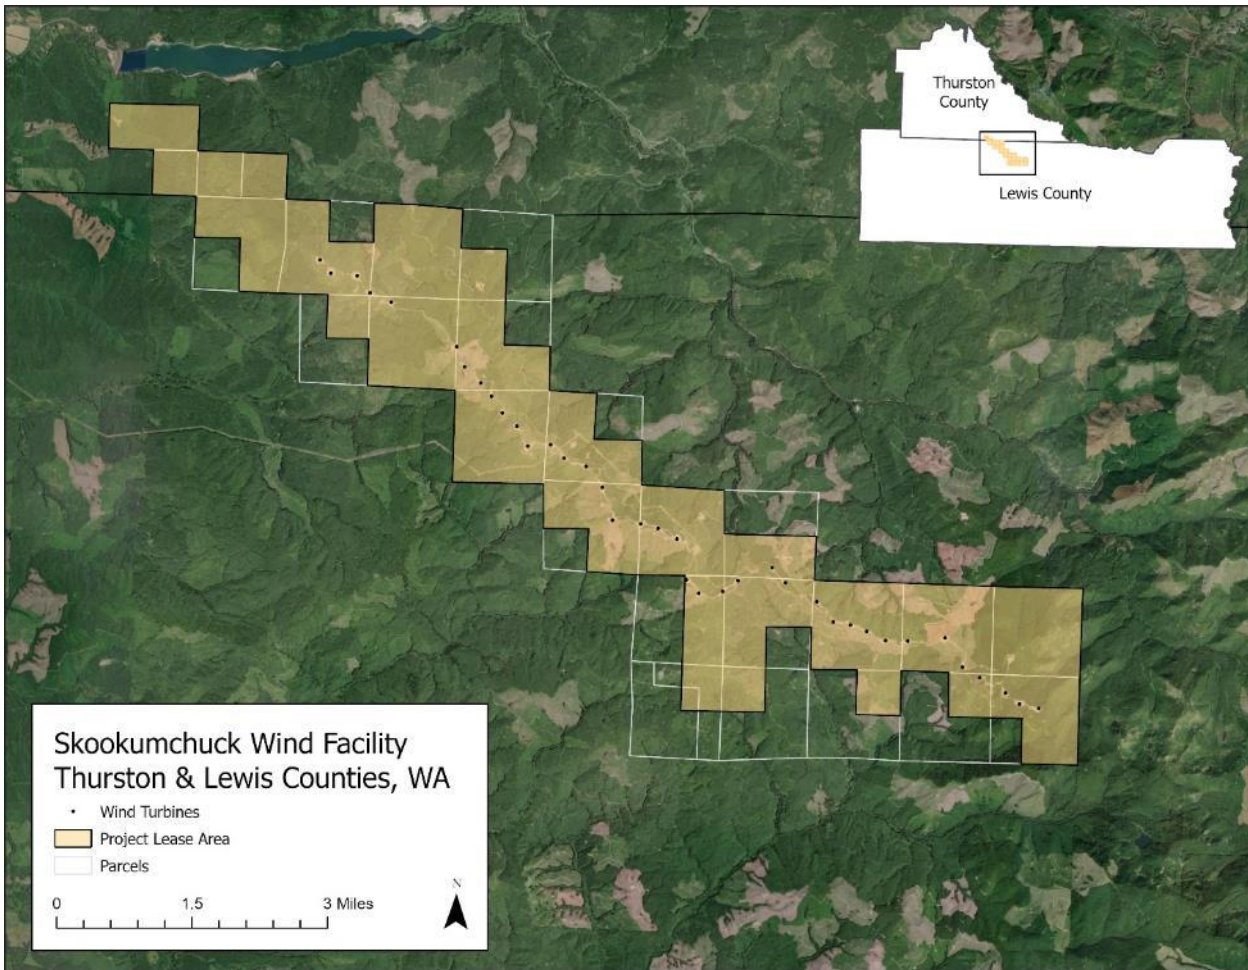 Thurston
County
Lewis County
Skookumchuck Wind Facility
Thurston & Lewis Counties, WA
Wind Turbines
Project Lease Area
Parcels
N
0 1.5 3 Miles